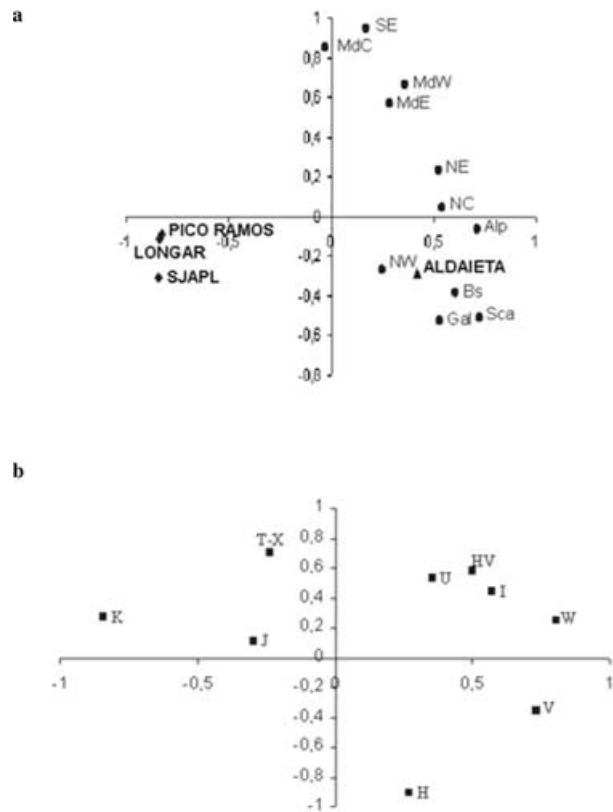 a
1
SE
MdC
0,8
MdW
0,6
MdE
0,4
NE
0,2
NC
0
Alp
PICO RAMOS
-1 -0,5 0 0,5 1
LONGAR
-0,2
NW
ALDAIETA
SJAPL
Bs
-0,4
Gal
Sca
-0,6
-0,8
b
1
0,8
T-X
HV
0,6
U
I
0,4
K
W
0,2
J
0
-1 -0,5 0 0,5 1
-0,2
V
-0,4
-0,6
-0,8
H
-1